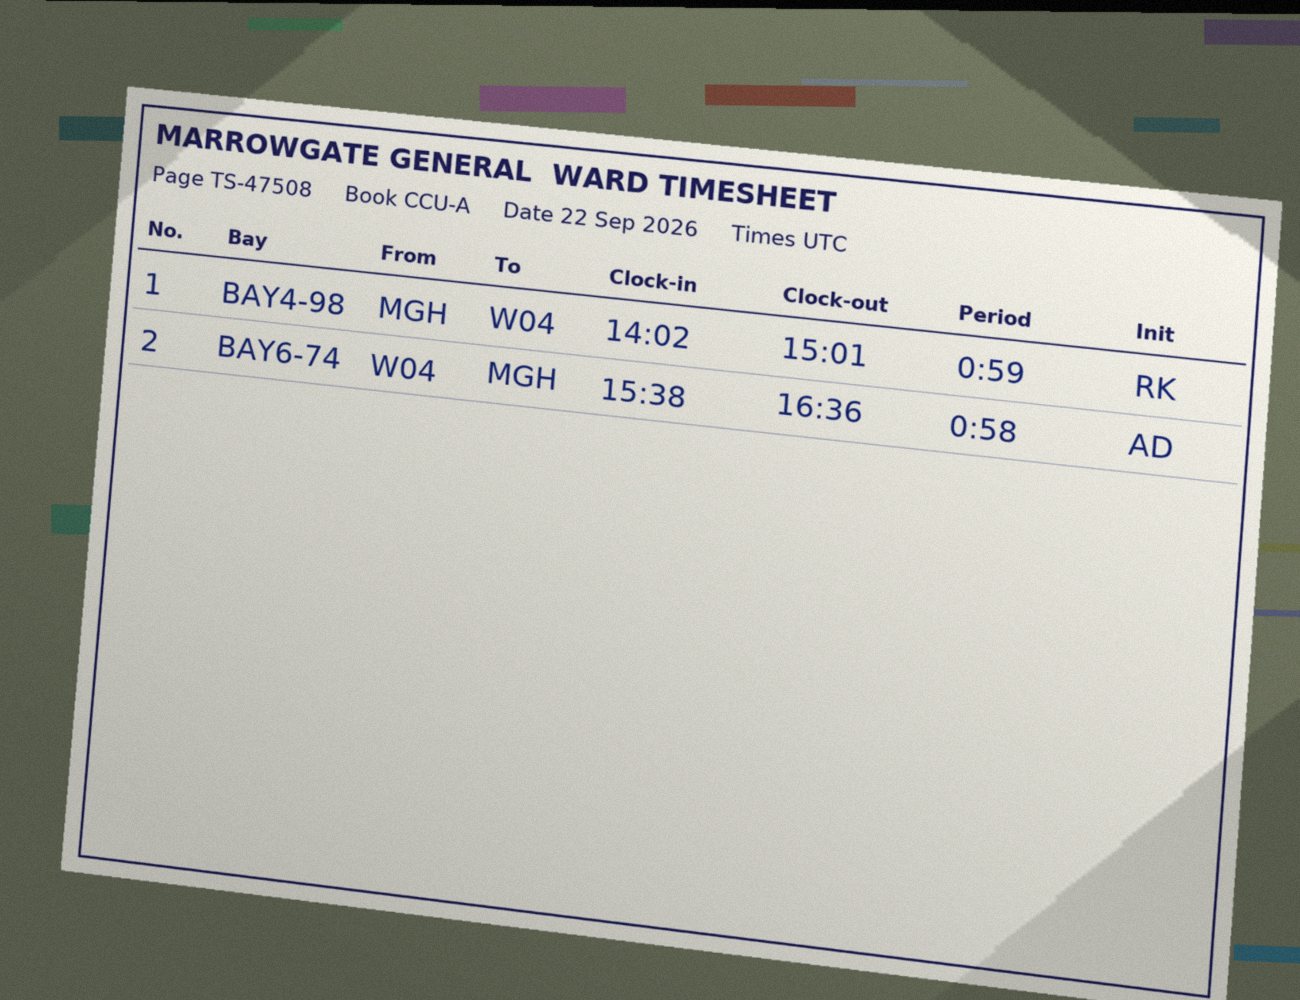 MARROWGATE GENERAL WARD TIMESHEET
Page TS-47508 Book CCU-A Date 22 Sep 2026 Times UTC
No. Bay From To Clock-in Clock-out Period Init
1 BAY4-98 MGH W04 14:02 15:01 0:59 RK
2 BAY6-74 W04 MGH 15:38 16:36 0:58 AD